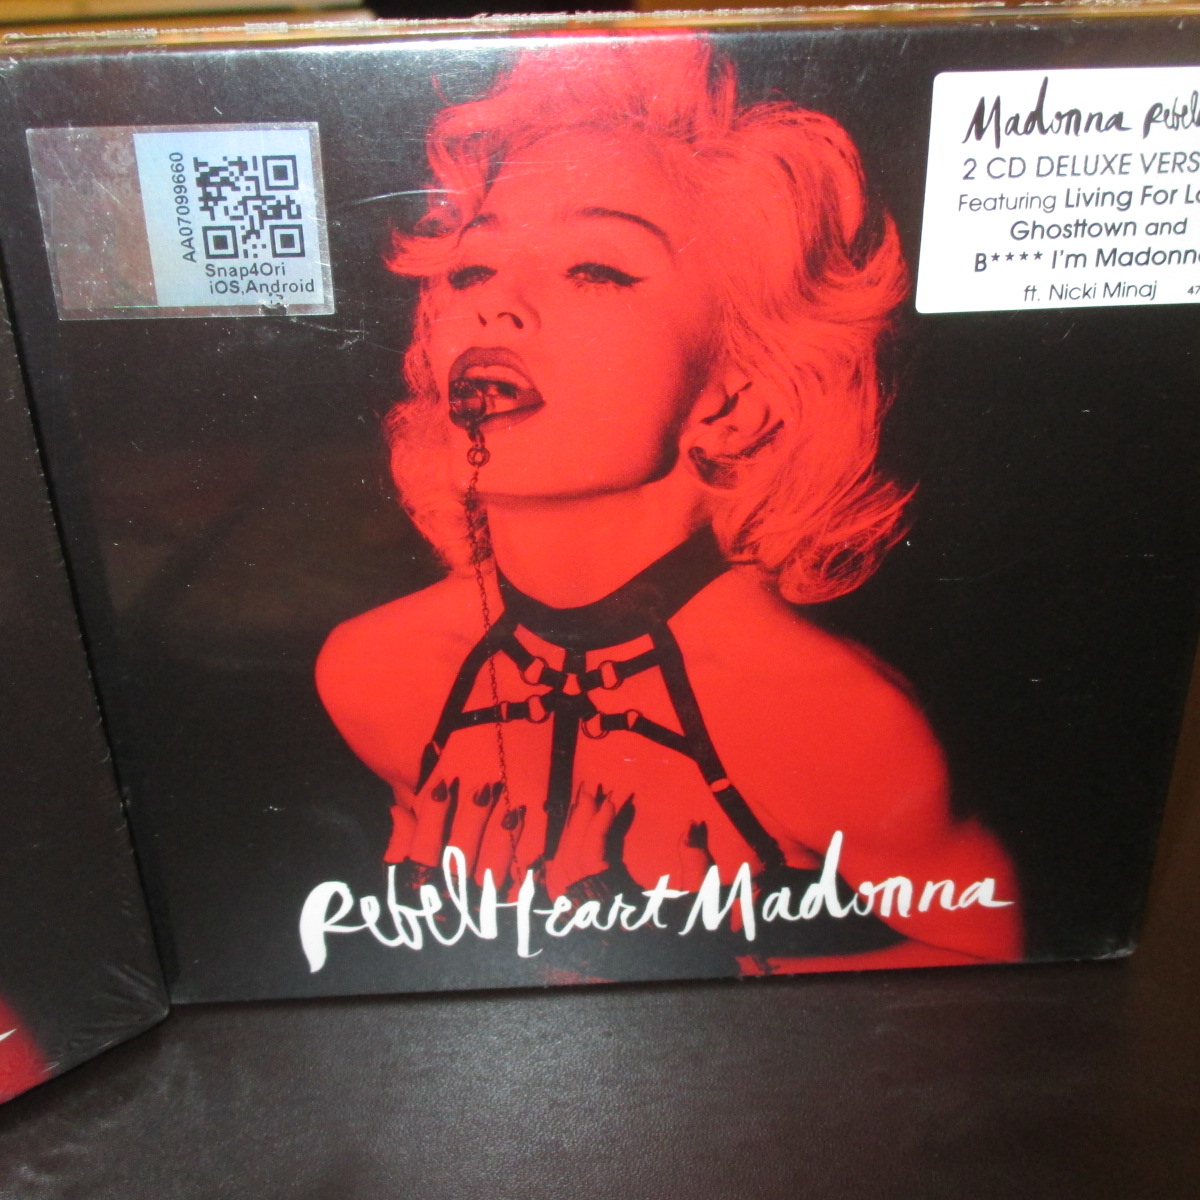 AA07099660
Snap4Ori
iOS,Android
Madonna Rebel
2 CD DELUXE VERS
Featuring Living For Lo
Ghosttown and
B**** I'm Madonna
ft. Nicki Minaj 47
Rebel Heart Madonna